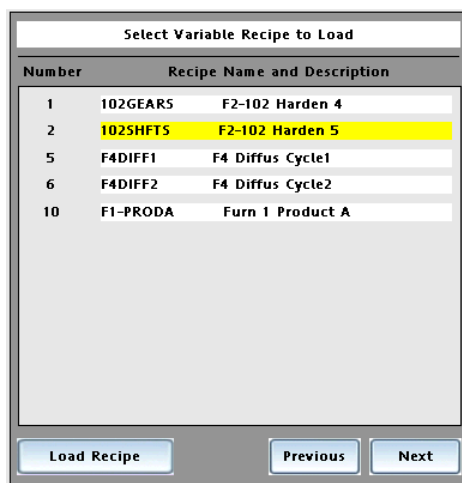 Select Variable Recipe to Load
Number Recipe Name and Description
1 102GEARS F2-102 Harden 4
2 102SHFTS F2-102 Harden 5
5 F4DIFF1 F4 Diffus Cycle1
6 F4DIFF2 F4 Diffus Cycle2
10 F1-PRODA Furn 1 Product A
Load Recipe Previous Next